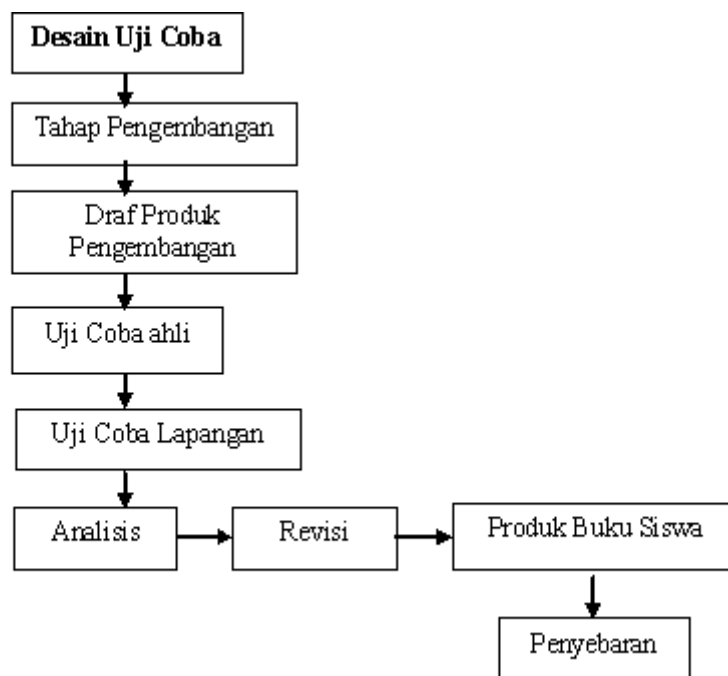 Desain Uji Coba
Tahap Pengembangan
Draf Produk
Pengembangan
Uji Coba ahli
Uji Coba Lapangan
Analisis
Revisi
Produk Buku Siswa
Penyebaran